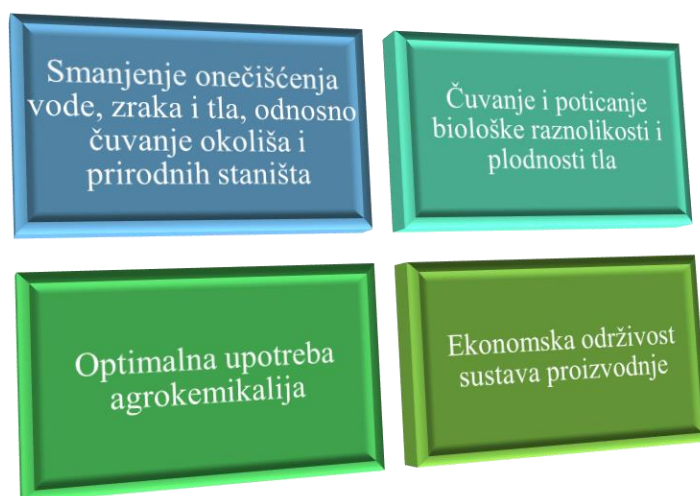 Smanjenje onečišćenja
vode, zraka i tla, odnosno
čuvanje okoliša i
prirodnih staništa
Čuvanje i poticanje
biološke raznolikosti i
plodnosti tla
Optimalna upotreba
agrokemikalija
Ekonomska održivost
sustava proizvodnje